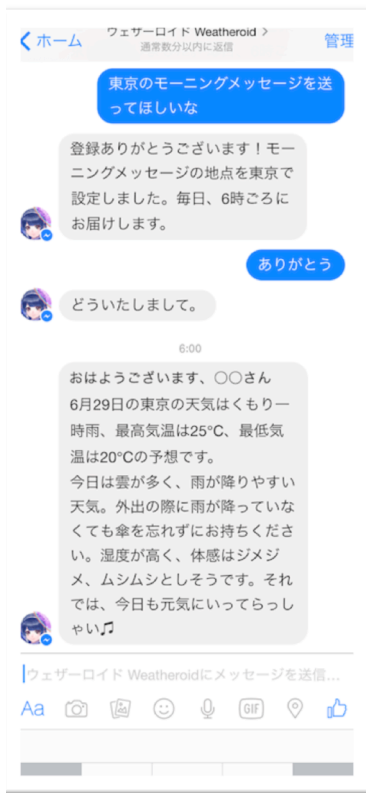 ホーム
ウェザーロイド Weatheroid
通常数分以内に返信
管理
東京のモーニングメッセージを送
ってほしいな
登録ありがとうございます！モー
ニングメッセージの地点を東京で
設定しました。毎日、6時ごろに
お届けします。
ありがとう
どういたしまして。
6:00
おはようございます、〇〇さん
6月29日の東京の天気はくもり一
時雨、最高気温は25℃、最低気
温は20℃の予想です。
今日は雲が多く、雨が降りやすい
天気。外出の際に雨が降っていな
くても傘を忘れずにお持ちくださ
い。湿度が高く、体感はジメジ
メ、ムシムシとしそうです。それ
では、今日も元気にいってらっし
ゃい♫
ウェザーロイド Weatheroidにメッセージを送信...
Aa
GIF